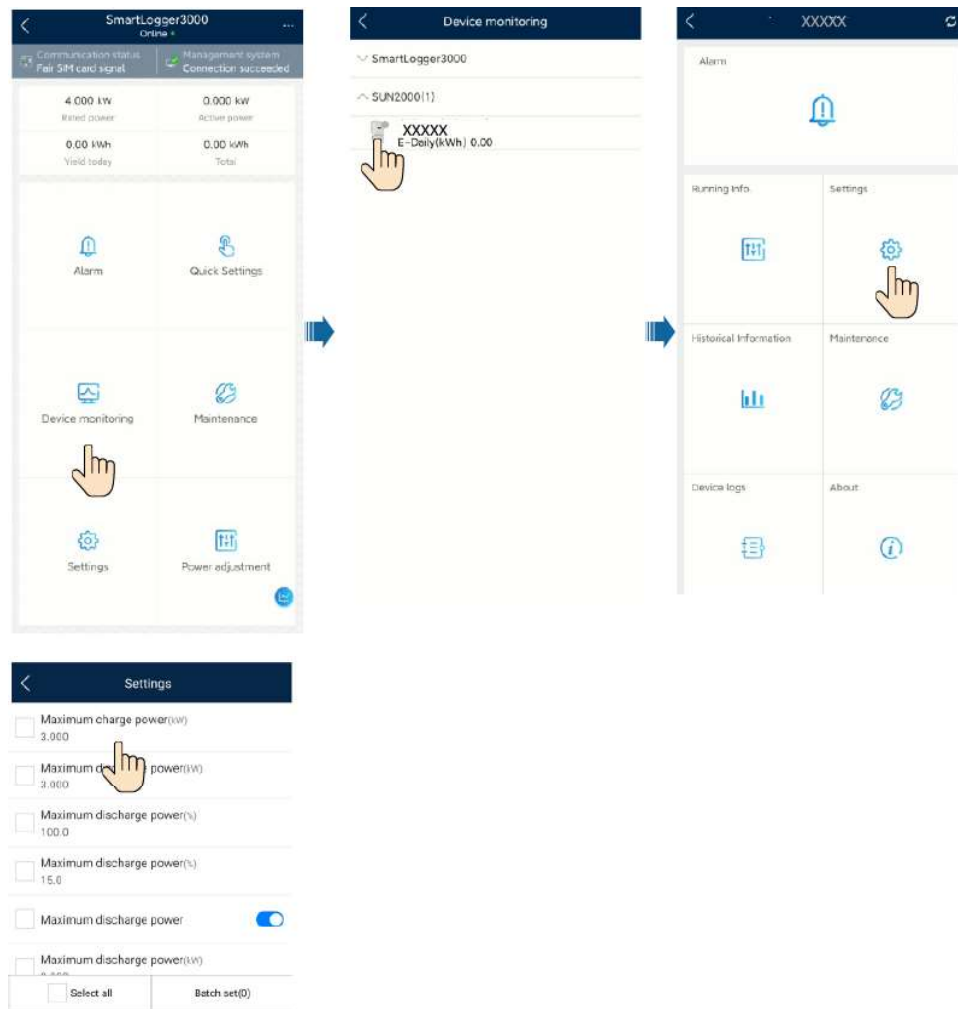 SmartLogger3000
Online
...
Communication status
Fair SIM card signal
Management system
Connection succeeded
4.000 kW
Rated power
0.000 kW
Active power
0.00 kWh
Yield today
0.00 kWh
Total
Alarm
Quick Settings
Device monitoring
Maintenance
Settings
Power adjustment
Device monitoring
SmartLogger3000
SUN2000(1)
XXXXX
E-Daily(kWh) 0.00
XXXXX
Alarm
Running Info.
Settings
Historical Information
Maintenance
Device logs
About
Settings
Maximum charge power(kW)
3.000
Maximum power(kW)
3.000
Maximum discharge power(%)
100.0
Maximum discharge power(%)
15.0
Maximum discharge power
Maximum discharge power(kW)
Select all
Batch set(0)